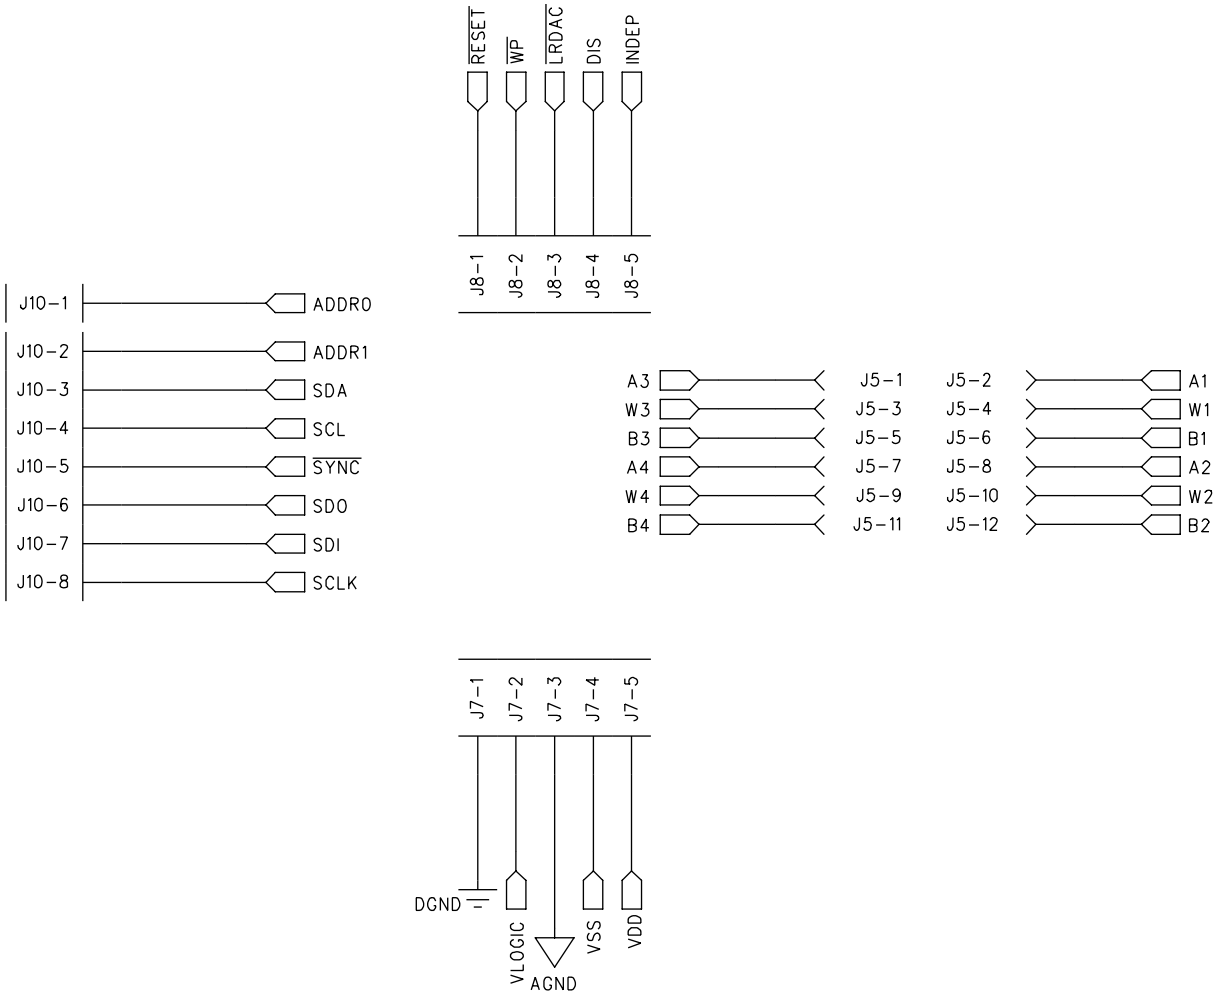 RESET
WP
LRDAC
DIS
INDEP
J8-1
J8-2
J8-3
J8-4
J8-5
J10-1 ADDR0
J10-2 ADDR1
J10-3 SDA
J10-4 SCL
J10-5 SYNC
J10-6 SDO
J10-7 SDI
J10-8 SCLK
A3 J5-1 J5-2 A1
W3 J5-3 J5-4 W1
B3 J5-5 J5-6 B1
A4 J5-7 J5-8 A2
W4 J5-9 J5-10 W2
B4 J5-11 J5-12 B2
J7-1
J7-2
J7-3
J7-4
J7-5
DGND
VLOGIC
AGND
VSS
VDD